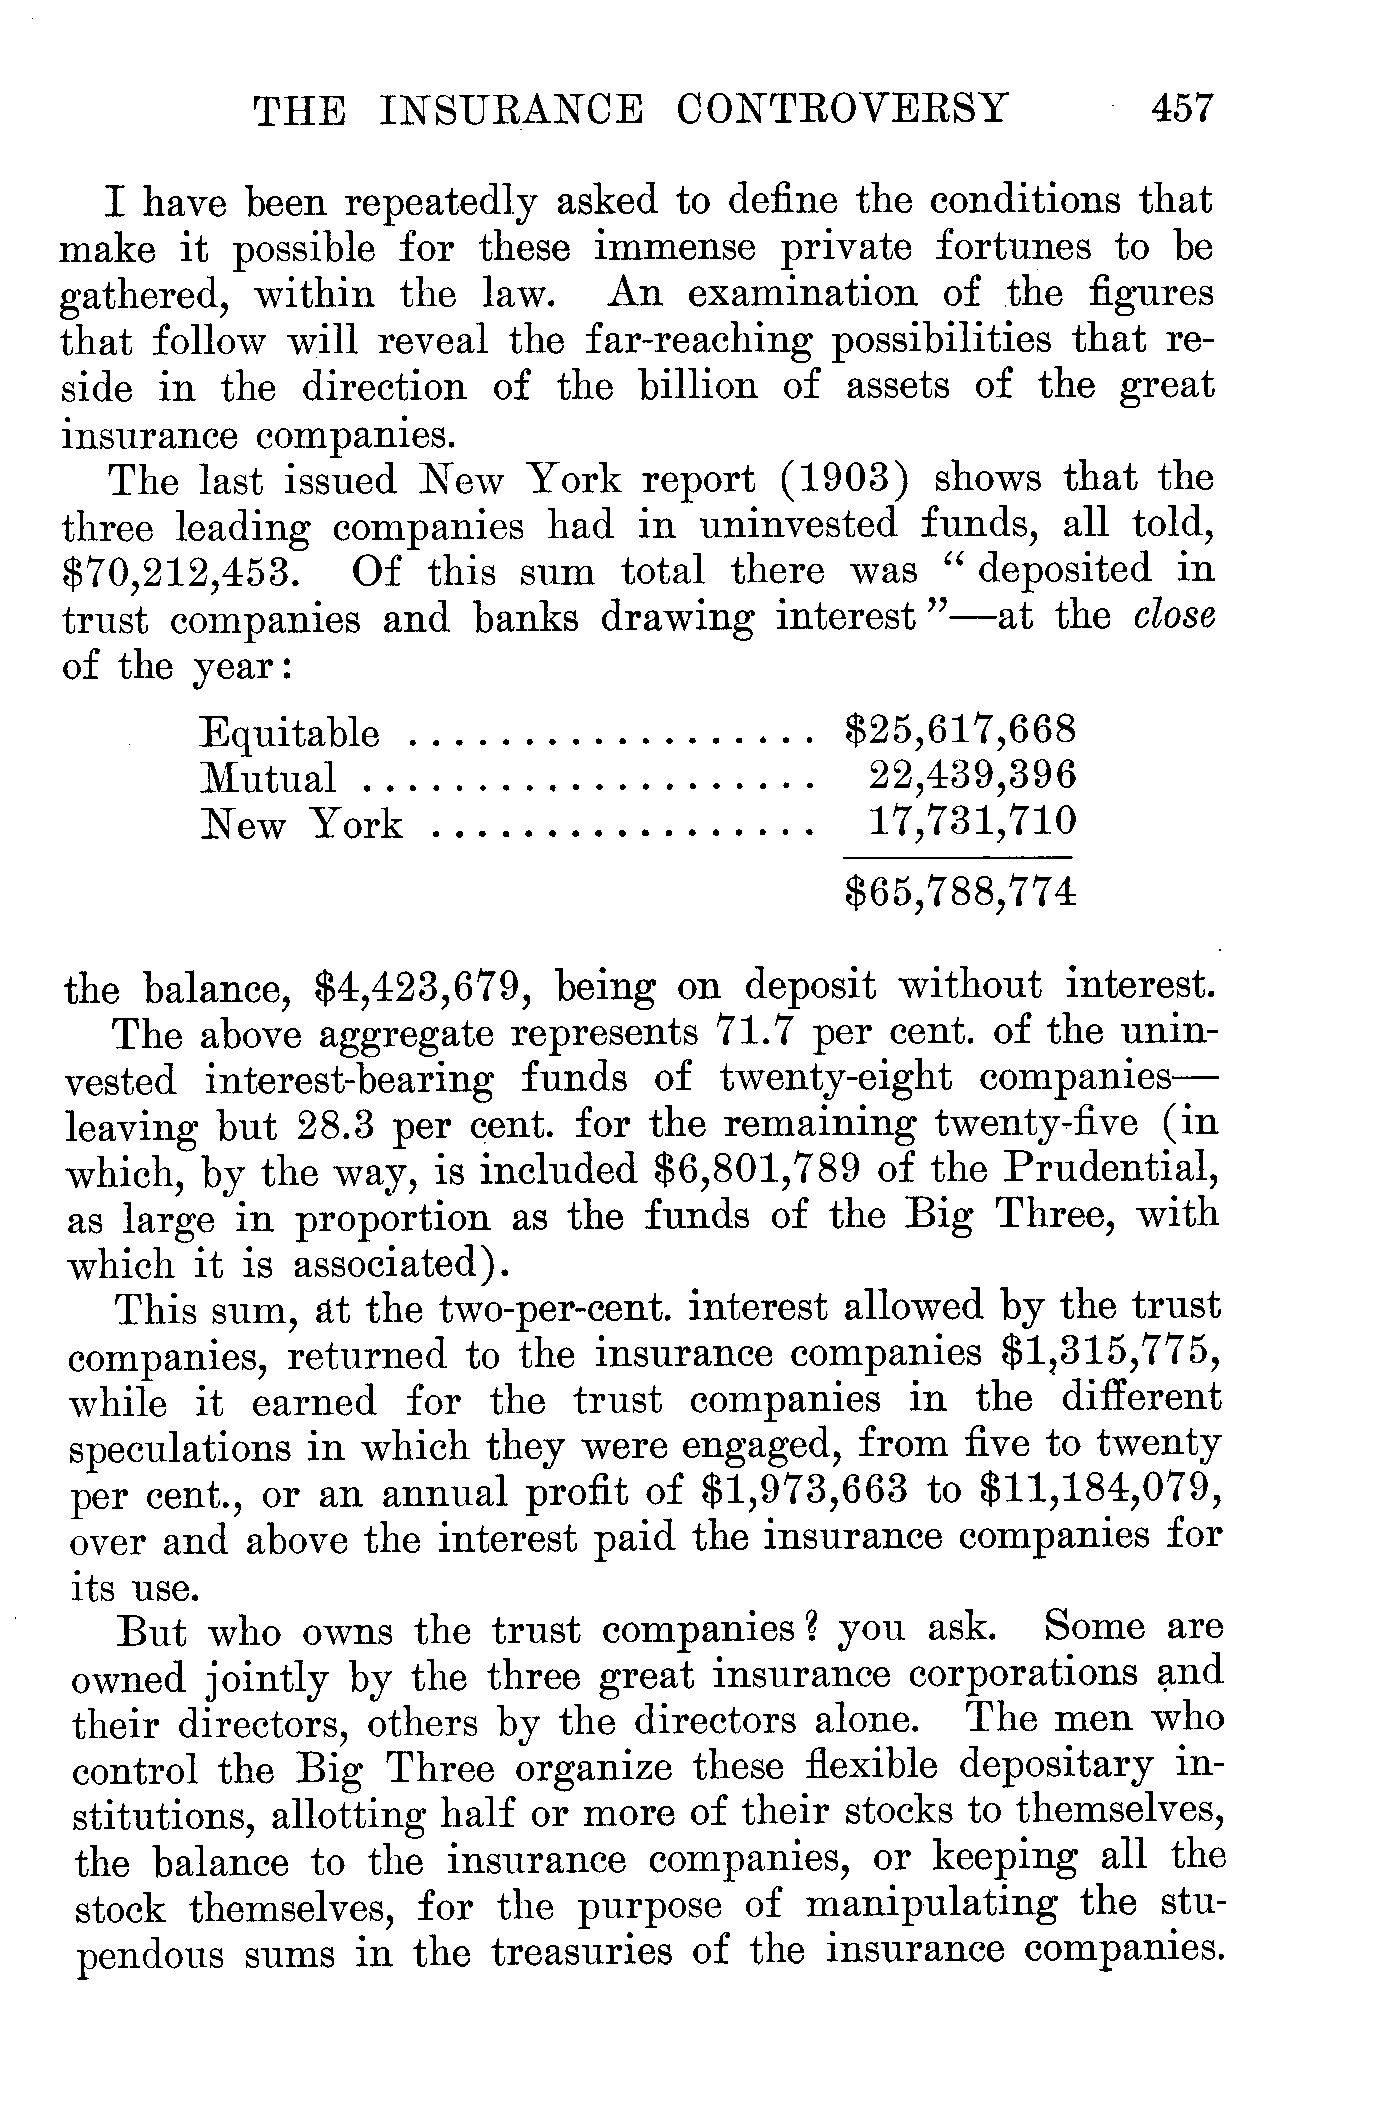 THE INSURANCE CONTROVERSY 457
I have been repeatedly asked to define the conditions that
make it possible for these immense private fortunes to be
gathered, within the law. An examination of the figures
that follow will reveal the far-reaching possibilities that re-
side in the direction of the billion of assets of the great
insurance companies.
The last issued New York report (1903) shows that the
three leading companies had in uninvested funds, all told,
$70,212,453. Of this sum total there was “ deposited in
trust companies and banks drawing interest ”—at the close
of the year:
Equitable .................. $25,617,668
Mutual .................... 22,439,396
New York ................. 17,731,710
$65,788,774
the balance, $4,423,679, being on deposit without interest.
The above aggregate represents 71.7 per cent. of the unin-
vested interest-bearing funds of twenty-eight companies—
leaving but 28.3 per cent. for the remaining twenty-five (in
which, by the way, is included $6,801,789 of the Prudential,
as large in proportion as the funds of the Big Three, with
which it is associated).
This sum, at the two-per-cent. interest allowed by the trust
companies, returned to the insurance companies $1,315,775,
while it earned for the trust companies in the different
speculations in which they were engaged, from five to twenty
per cent., or an annual profit of $1,973,663 to $11,184,079,
over and above the interest paid the insurance companies for
its use.
But who owns the trust companies? you ask. Some are
owned jointly by the three great insurance corporations and
their directors, others by the directors alone. The men who
control the Big Three organize these flexible depositary in-
stitutions, allotting half or more of their stocks to themselves,
the balance to the insurance companies, or keeping all the
stock themselves, for the purpose of manipulating the stu-
pendous sums in the treasuries of the insurance companies.